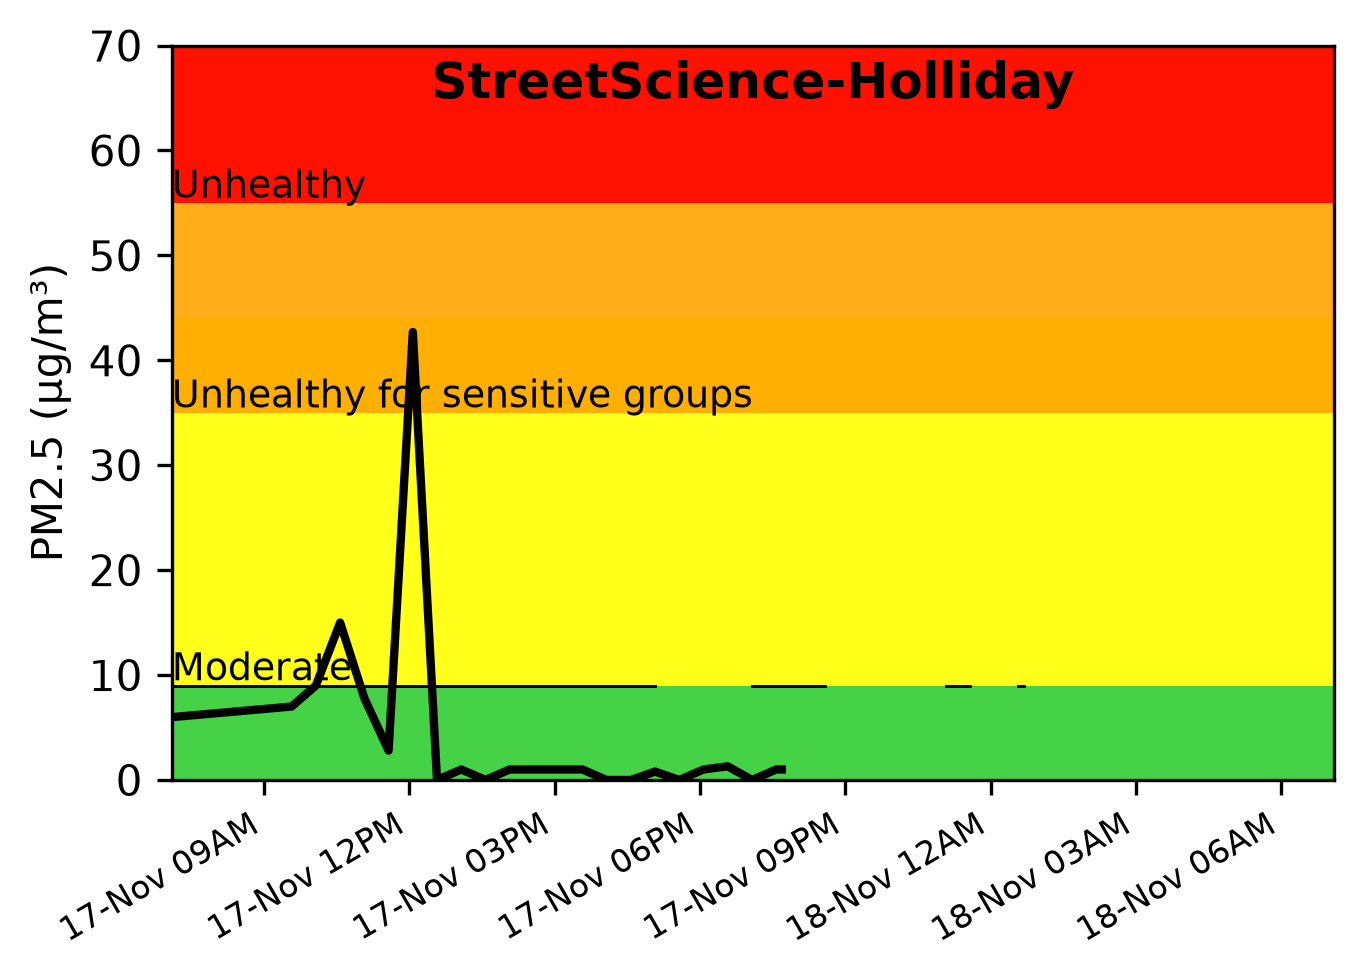 StreetScience-Holliday
70
60
Unhealthy
50
40
Unhealthy for sensitive groups
30
20
Moderate
10
0
PM2.5 (µg/m³)
17-Nov 09AM
17-Nov 12PM
17-Nov 03PM
17-Nov 06PM
17-Nov 09PM
18-Nov 12AM
18-Nov 03AM
18-Nov 06AM